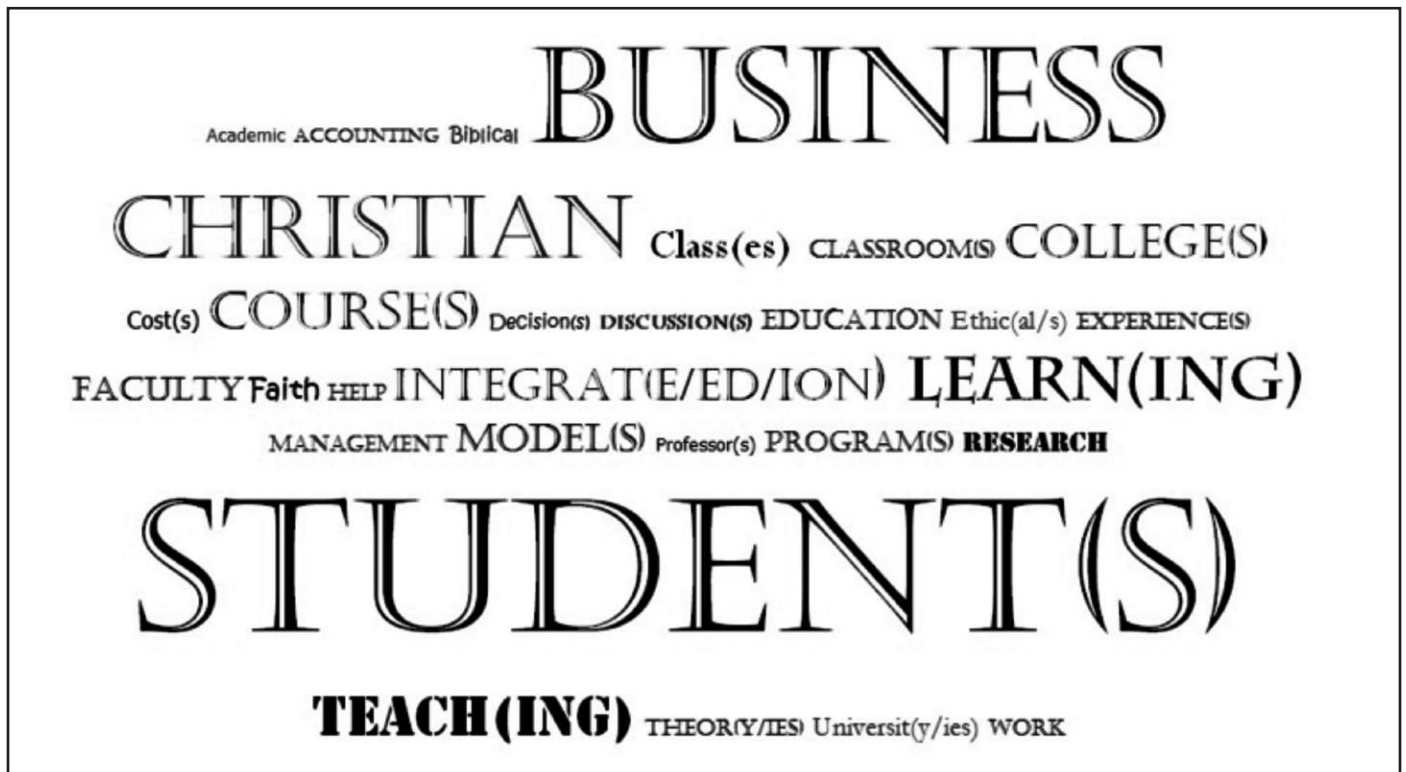 Academic ACCOUNTING Biblical BUSINESS
CHRISTIAN Class(es) CLASSROOM(S) COLLEGE(S)
Cost(s) COURSE(S) Decision(s) DISCUSSION(S) EDUCATION Ethic(al/s) EXPERIENCE(S)
FACULTY Faith HELP INTEGRAT(E/ED/ION) LEARN(ING)
MANAGEMENT MODEL(S) Professor(s) PROGRAM(S) RESEARCH
STUDENT(S)
TEACH(ING) THEOR(Y/IES) Universit(y/ies) WORK